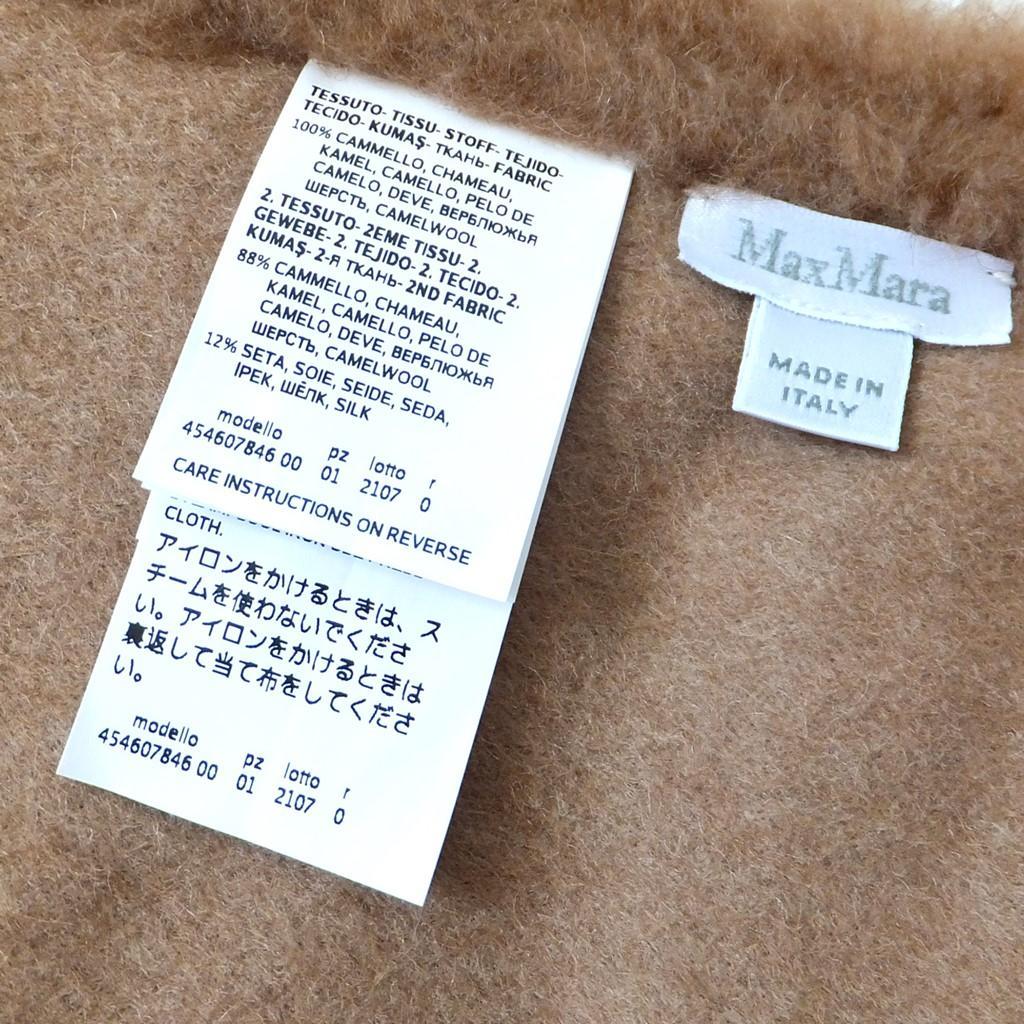 TESSUTO- TISSU- STOFF- TEJIDO-
TECIDO- KUMAŞ- ТКАНЬ- FABRIC
100% CAMMELLO, CHAMEAU,
KAMEL, CAMELLO, PELO DE
CAMELO, DEVE, ВЕРБЛЮЖЬЯ
ШЕРСТЬ, CAMELWOOL
2. TESSUTO- 2EME TISSU- 2.
GEWEBE- 2. TEJIDO- 2. TECIDO- 2.
KUMAŞ- 2-Я ТКАНЬ- 2ND FABRIC
88% CAMMELLO, CHAMEAU,
KAMEL, CAMELLO, PELO DE
CAMELO, DEVE, ВЕРБЛЮЖЬЯ
ШЕРСТЬ, CAMELWOOL
12% SETA, SOIE, SEIDE, SEDA,
IPEK, ШЁЛК, SILK
modello pz lotto r
454607846 00 01 2107 0
CARE INSTRUCTIONS ON REVERSE
CLOTH.
アイロンをかけるときは、ス
チームを使わないでくださ
い。アイロンをかけるときは
裏返して当て布をしてくださ
い。
modello pz lotto r
454607846 00 01 2107 0
MaxMara
MADE IN
ITALY